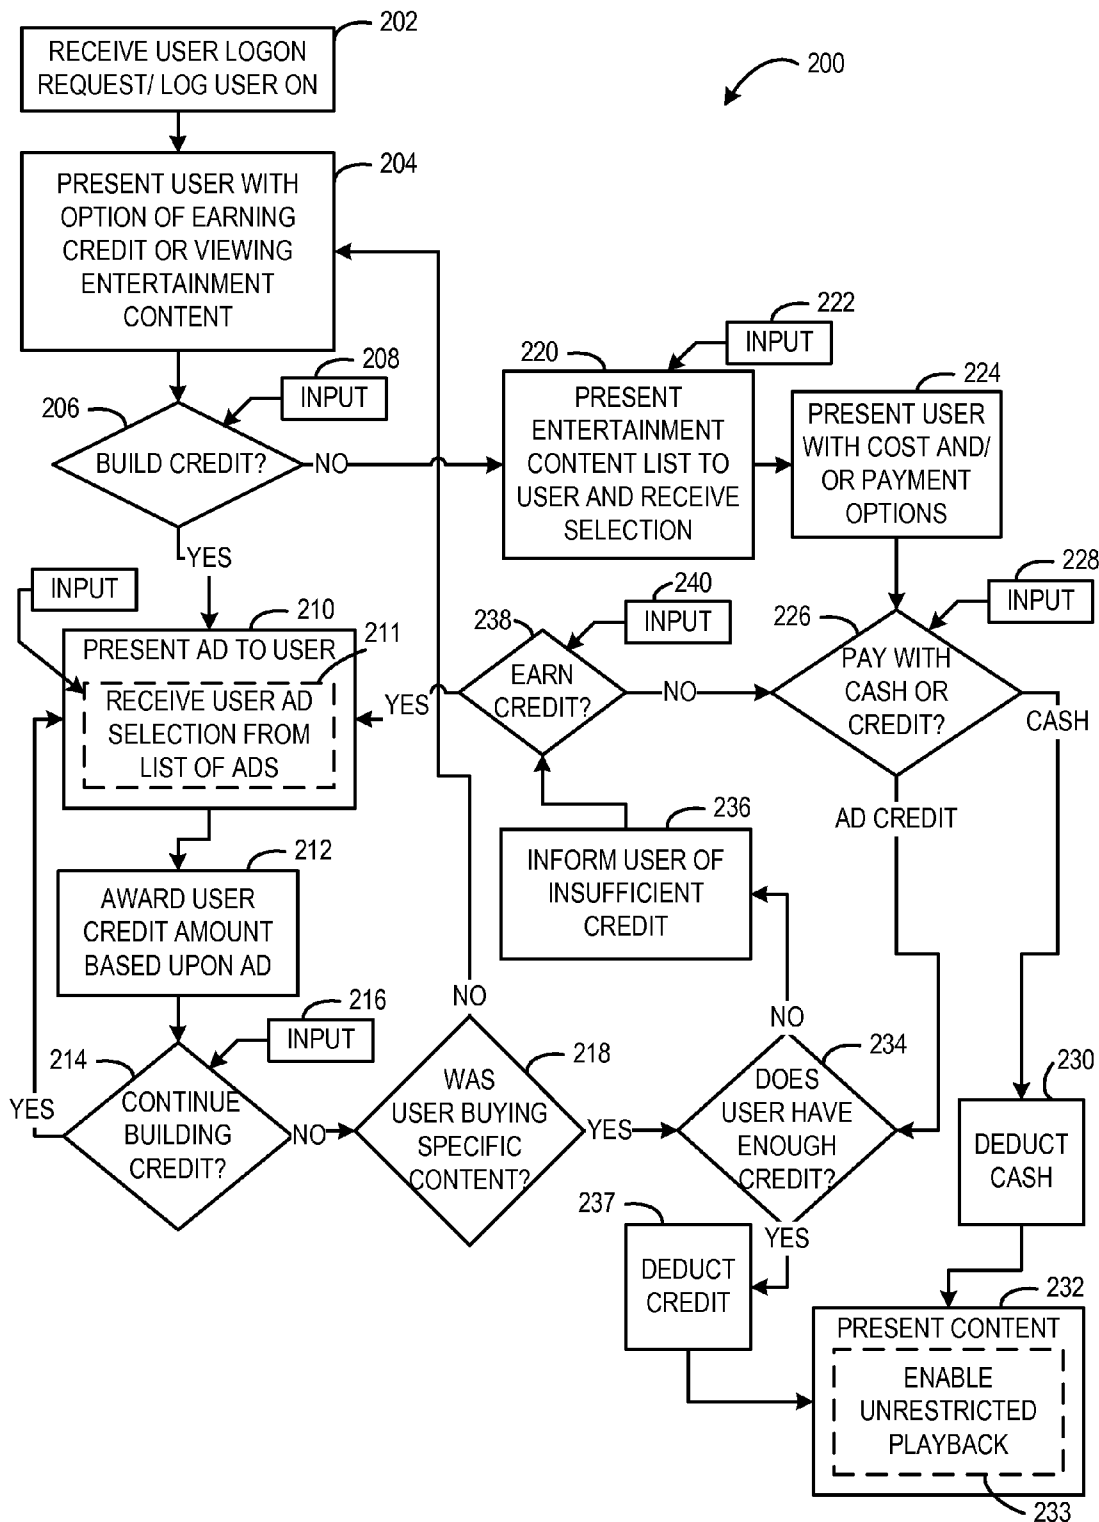 202
RECEIVE USER LOGON
REQUEST/ LOG USER ON
200
204
PRESENT USER WITH
OPTION OF EARNING
CREDIT OR VIEWING
ENTERTAINMENT
CONTENT
208
INPUT
206
BUILD CREDIT?
NO
YES
222
INPUT
220
PRESENT
ENTERTAINMENT
CONTENT LIST TO
USER AND RECEIVE
SELECTION
224
PRESENT USER
WITH COST AND/
OR PAYMENT
OPTIONS
INPUT
210
211
PRESENT AD TO USER
RECEIVE USER AD
SELECTION FROM
LIST OF ADS
240
INPUT
238
EARN
CREDIT?
YES
NO
228
INPUT
226
PAY WITH
CASH OR
CREDIT?
CASH
AD CREDIT
212
AWARD USER
CREDIT AMOUNT
BASED UPON AD
236
INFORM USER OF
INSUFFICIENT
CREDIT
216
INPUT
214
CONTINUE
BUILDING
CREDIT?
YES
NO
NO
218
WAS
USER BUYING
SPECIFIC
CONTENT?
YES
NO
234
DOES
USER HAVE
ENOUGH
CREDIT?
YES
230
DEDUCT
CASH
237
DEDUCT
CREDIT
232
PRESENT CONTENT
ENABLE
UNRESTRICTED
PLAYBACK
233